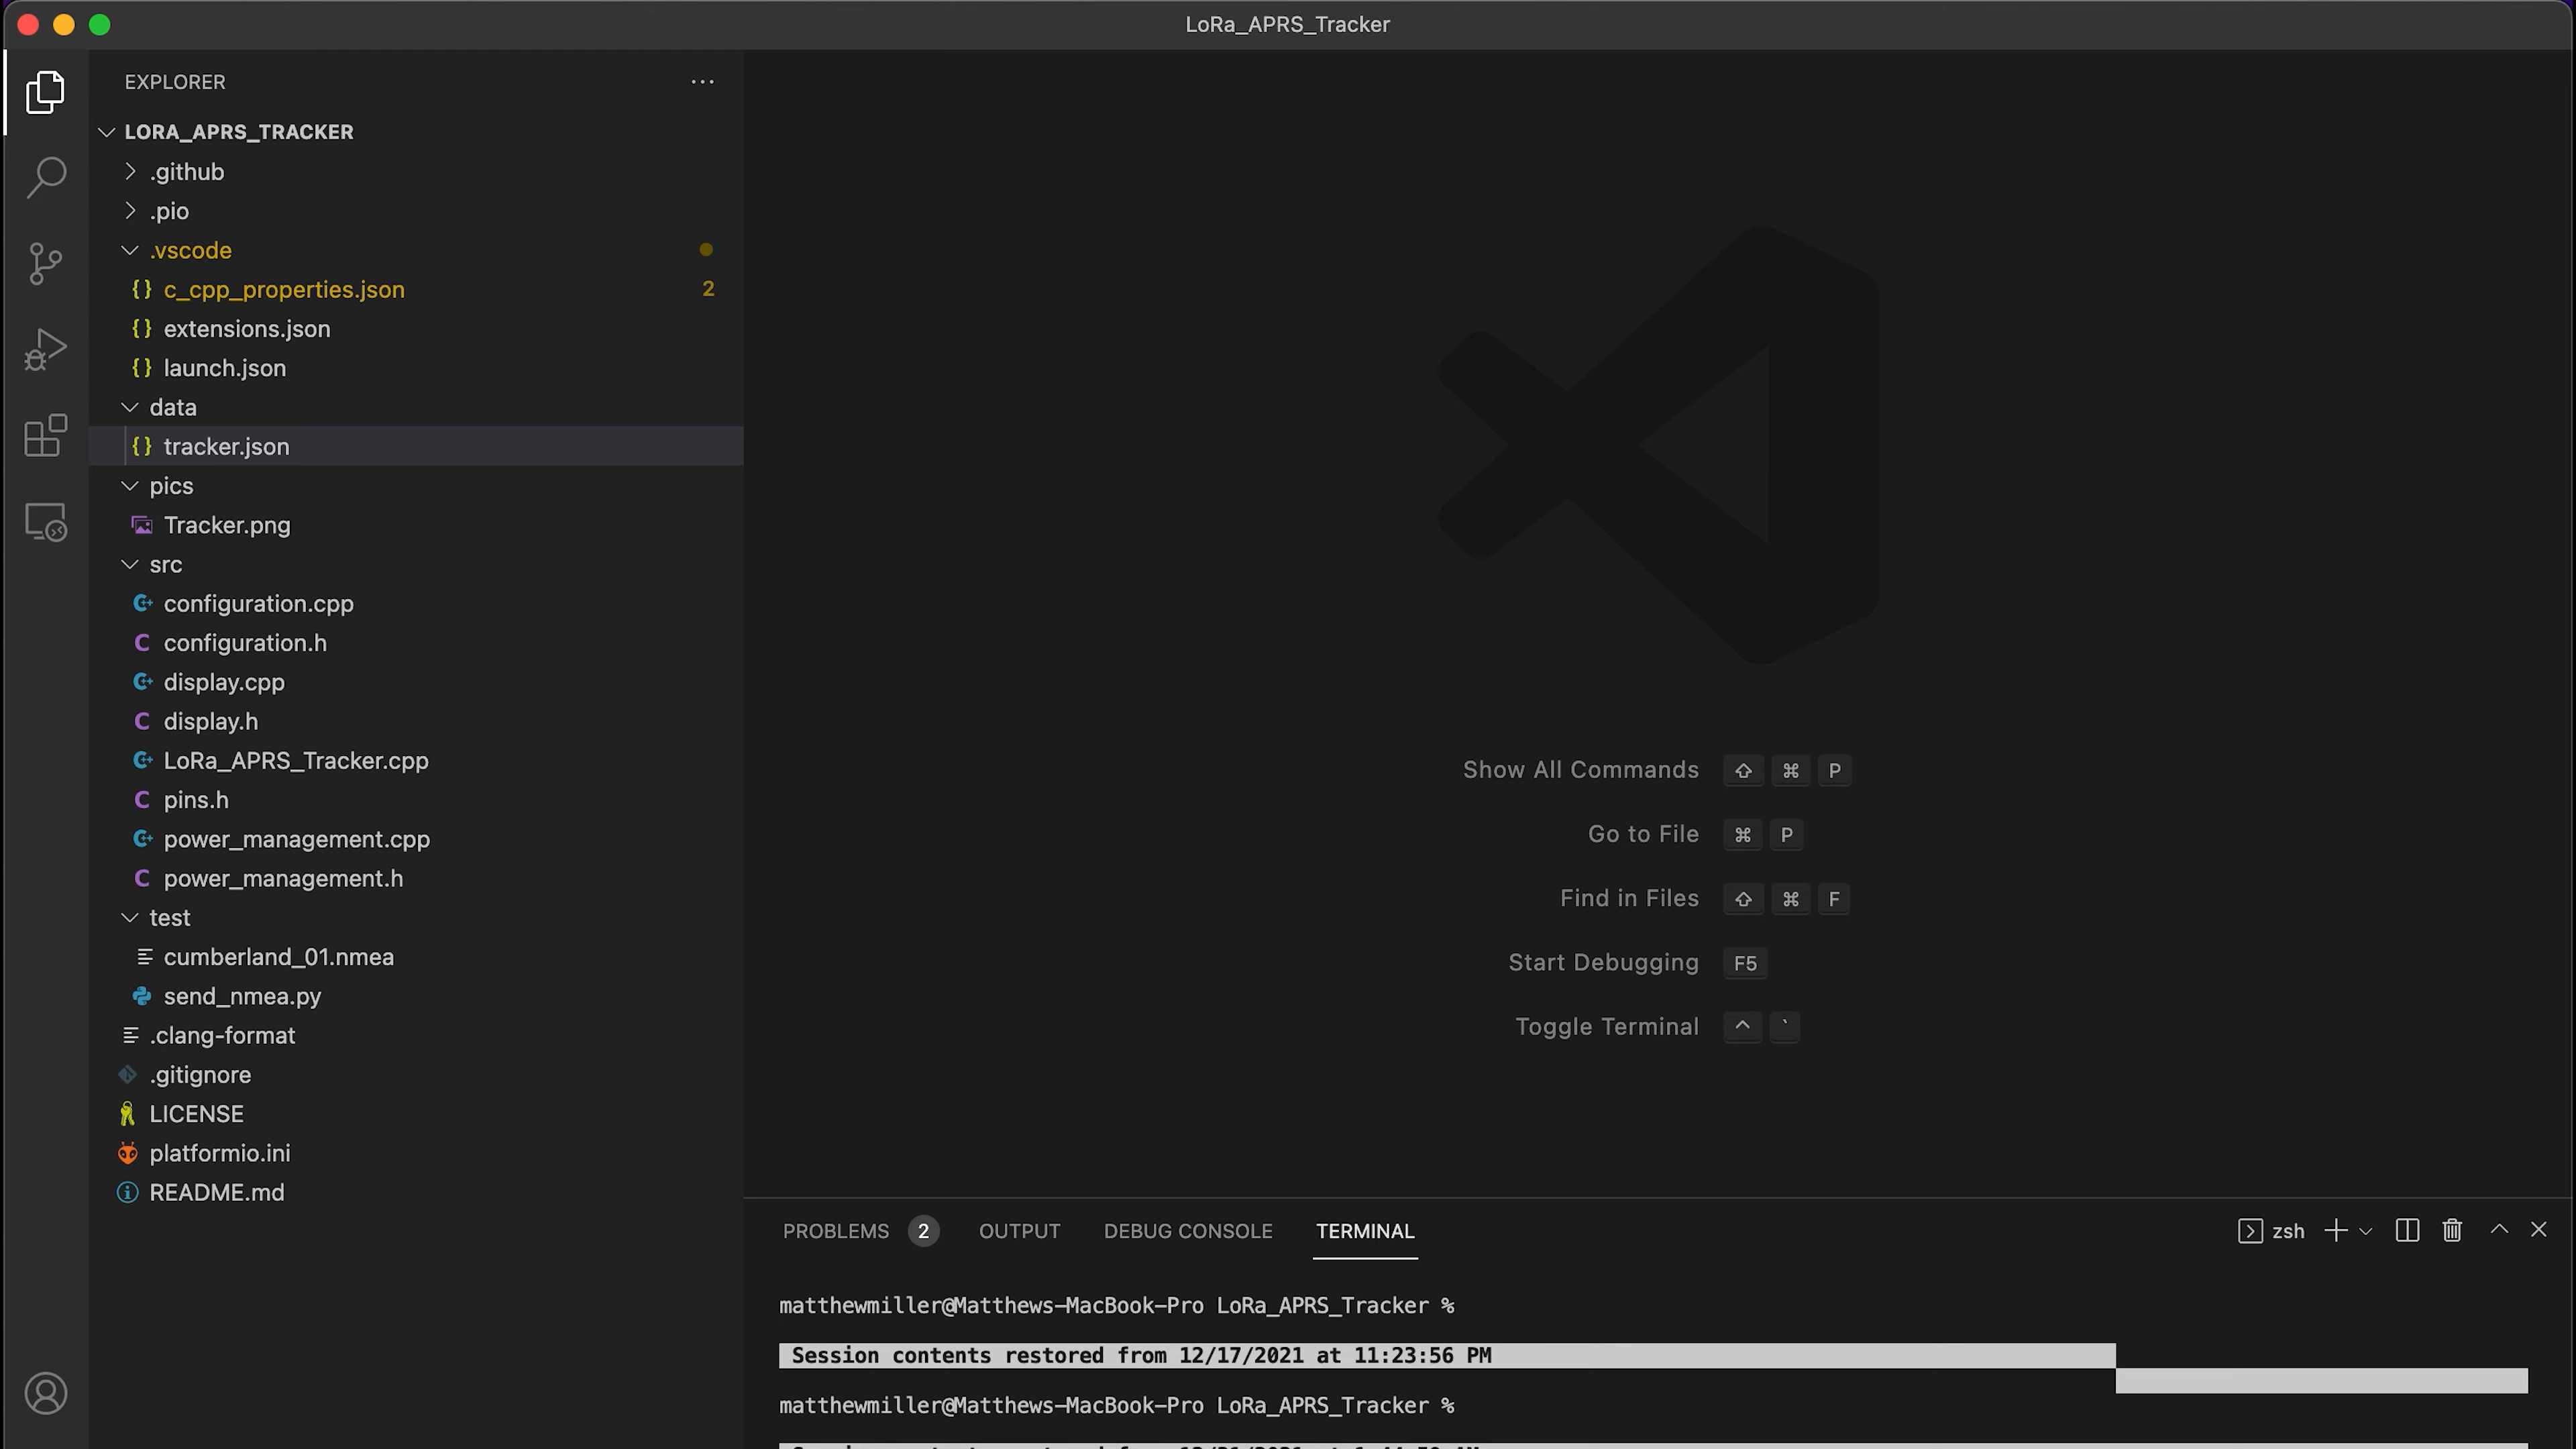 LoRa_APRS_Tracker
EXPLORER
LORA_APRS_TRACKER
.github
.pio
.vscode
c_cpp_properties.json 2
extensions.json
launch.json
data
tracker.json
pics
Tracker.png
src
configuration.cpp
configuration.h
display.cpp
display.h
LoRa_APRS_Tracker.cpp
pins.h
power_management.cpp
power_management.h
test
cumberland_01.nmea
send_nmea.py
.clang-format
.gitignore
LICENSE
platformio.ini
README.md
Show All Commands ⇧ ⌘ P
Go to File ⌘ P
Find in Files ⇧ ⌘ F
Start Debugging F5
Toggle Terminal ^ `
PROBLEMS 2 OUTPUT DEBUG CONSOLE TERMINAL zsh
matthewmiller@Matthews-MacBook-Pro LoRa_APRS_Tracker %
Session contents restored from 12/17/2021 at 11:23:56 PM
matthewmiller@Matthews-MacBook-Pro LoRa_APRS_Tracker %